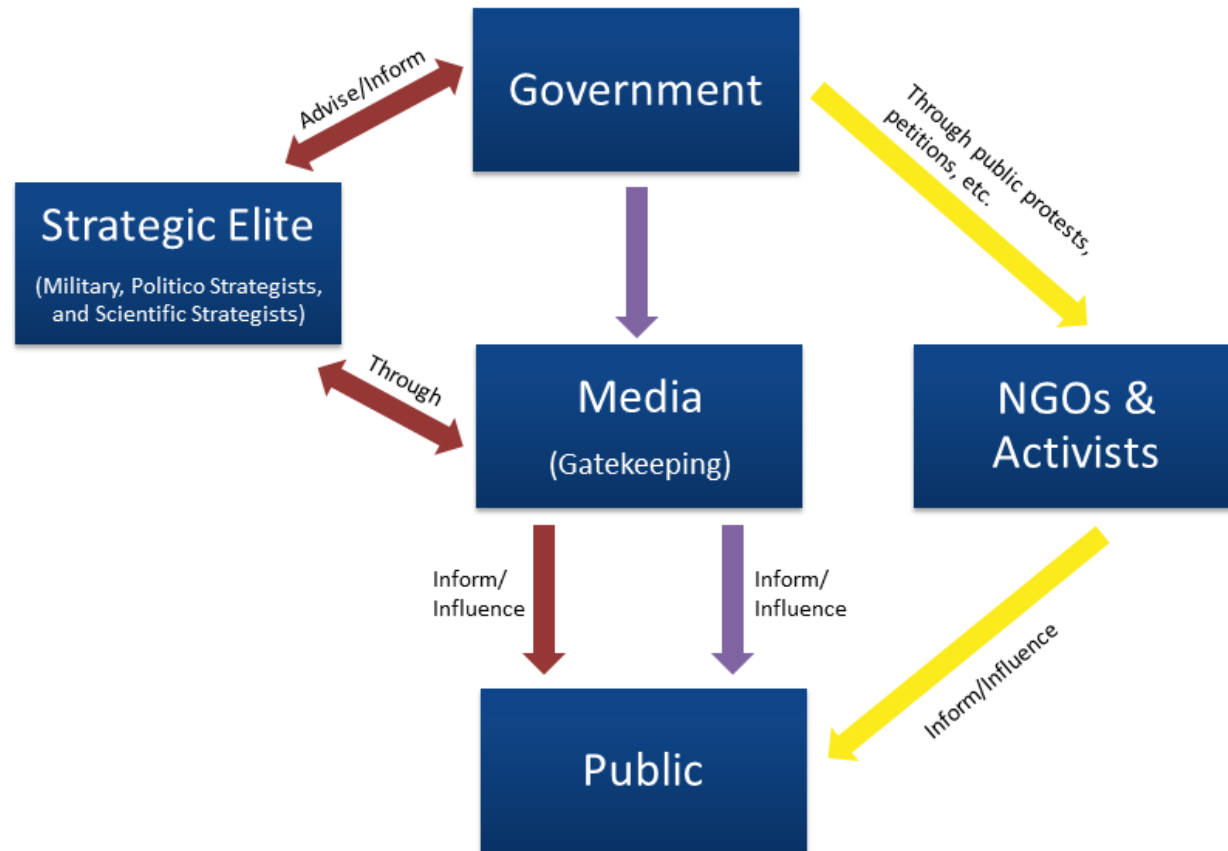 Government
Advise/Inform
Through public protests,
petitions, etc.
Strategic Elite
(Military, Politico Strategists,
and Scientific Strategists)
Through
Media
(Gatekeeping)
NGOs &
Activists
Inform/
Influence
Inform/
Influence
Inform/Influence
Public